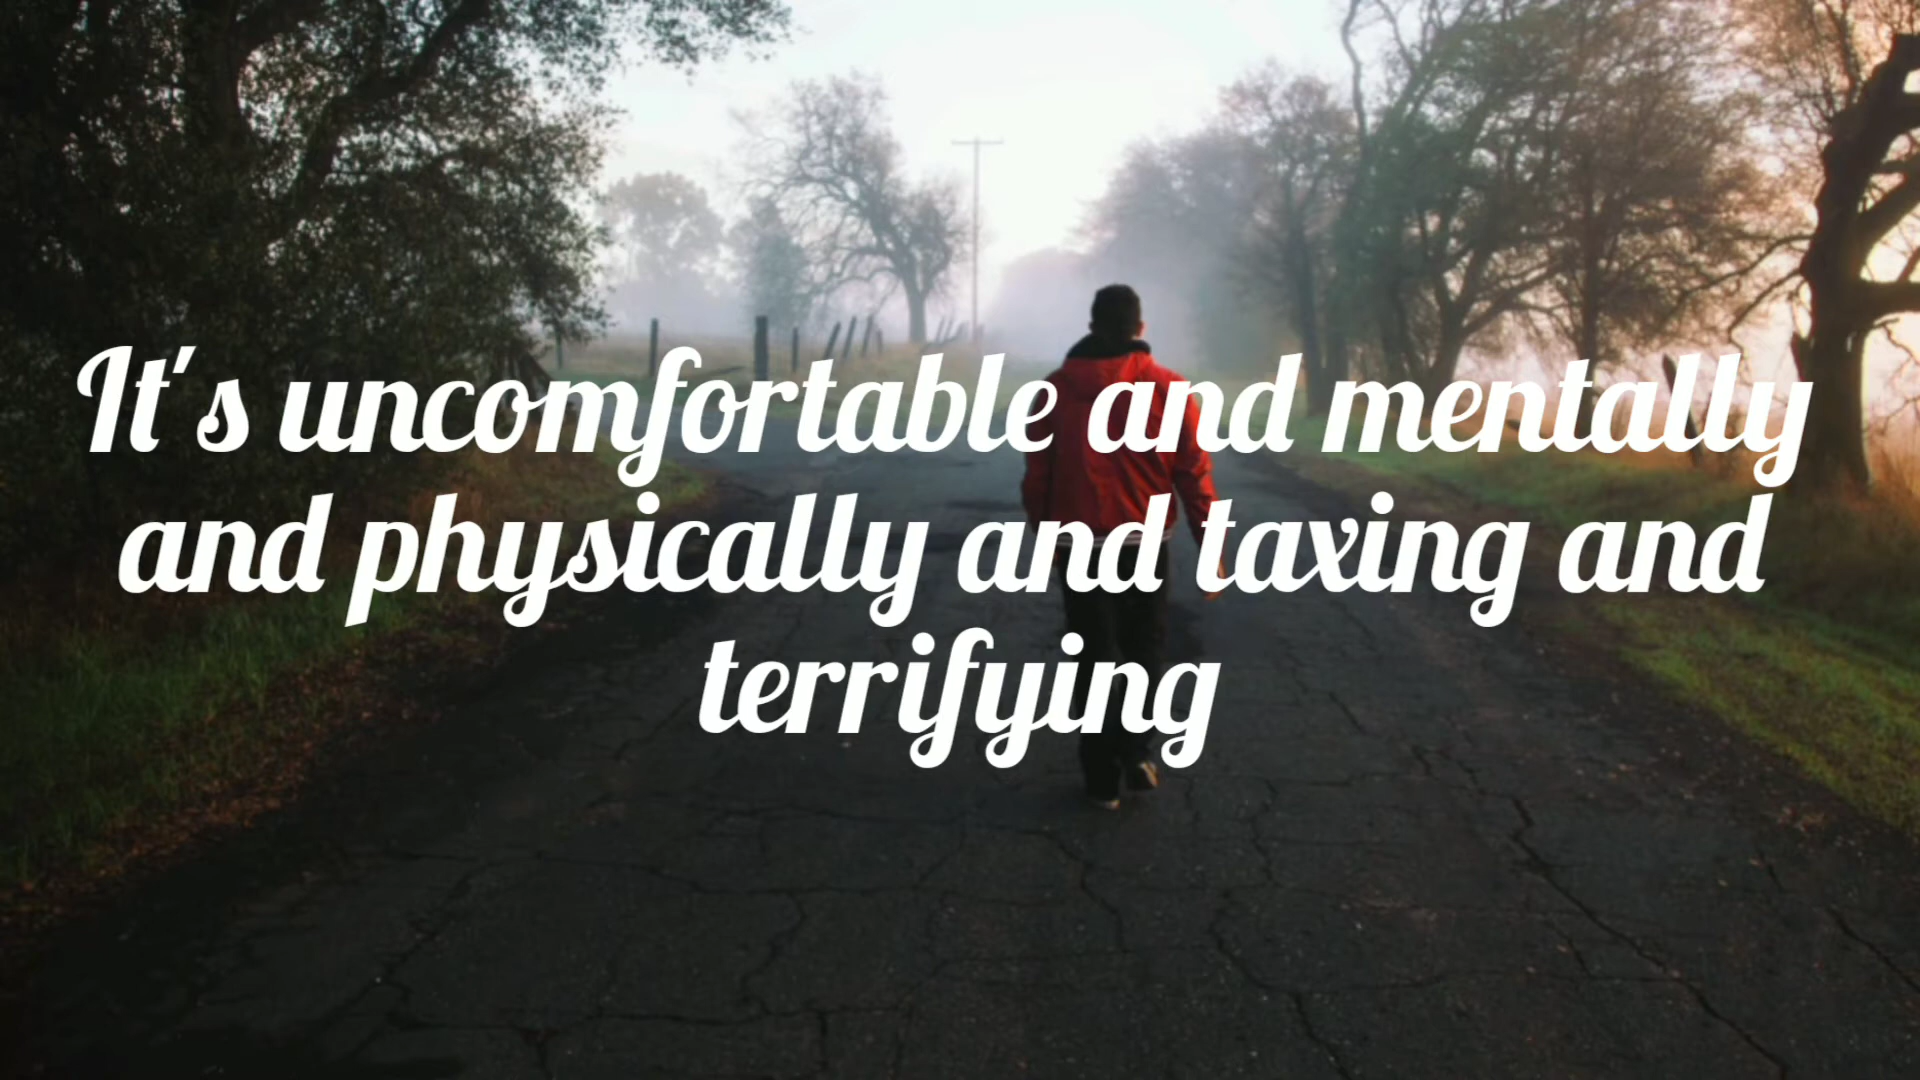 It's uncomfortable and mentally
and physically and taxing and
terrifying